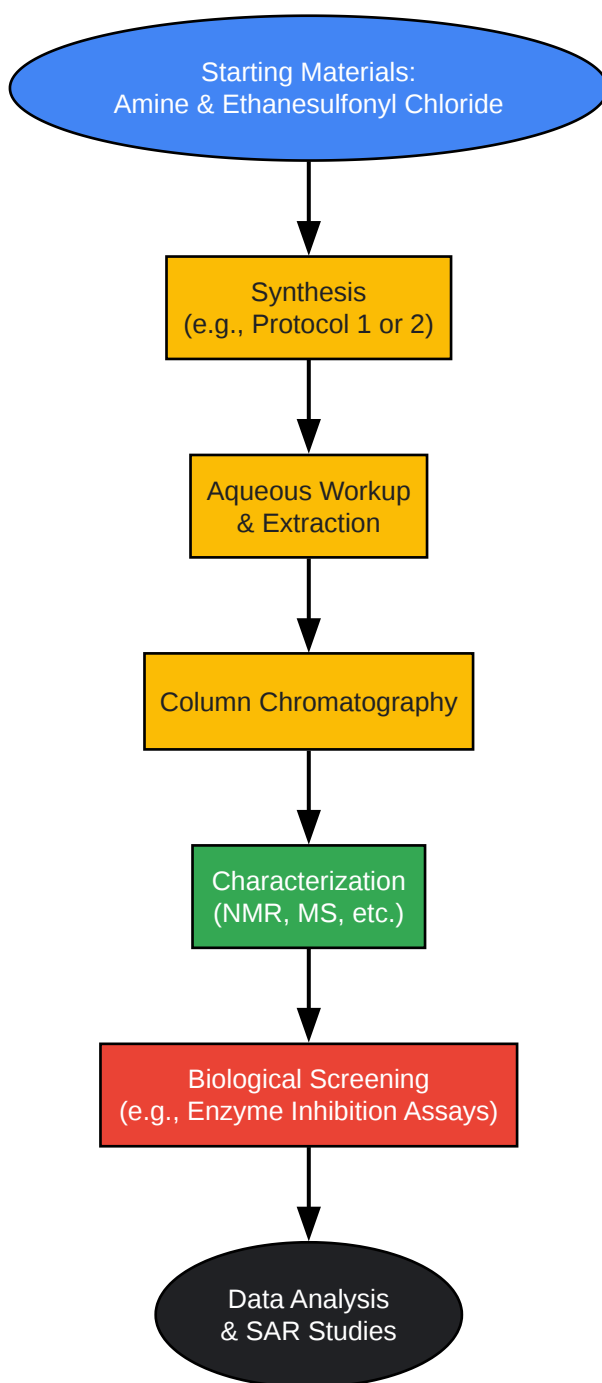 Starting Materials:
Amine & Ethanesulfonyl Chloride
Synthesis
(e.g., Protocol 1 or 2)
Aqueous Workup
& Extraction
Column Chromatography
Characterization
(NMR, MS, etc.)
Biological Screening
(e.g., Enzyme Inhibition Assays)
Data Analysis
& SAR Studies